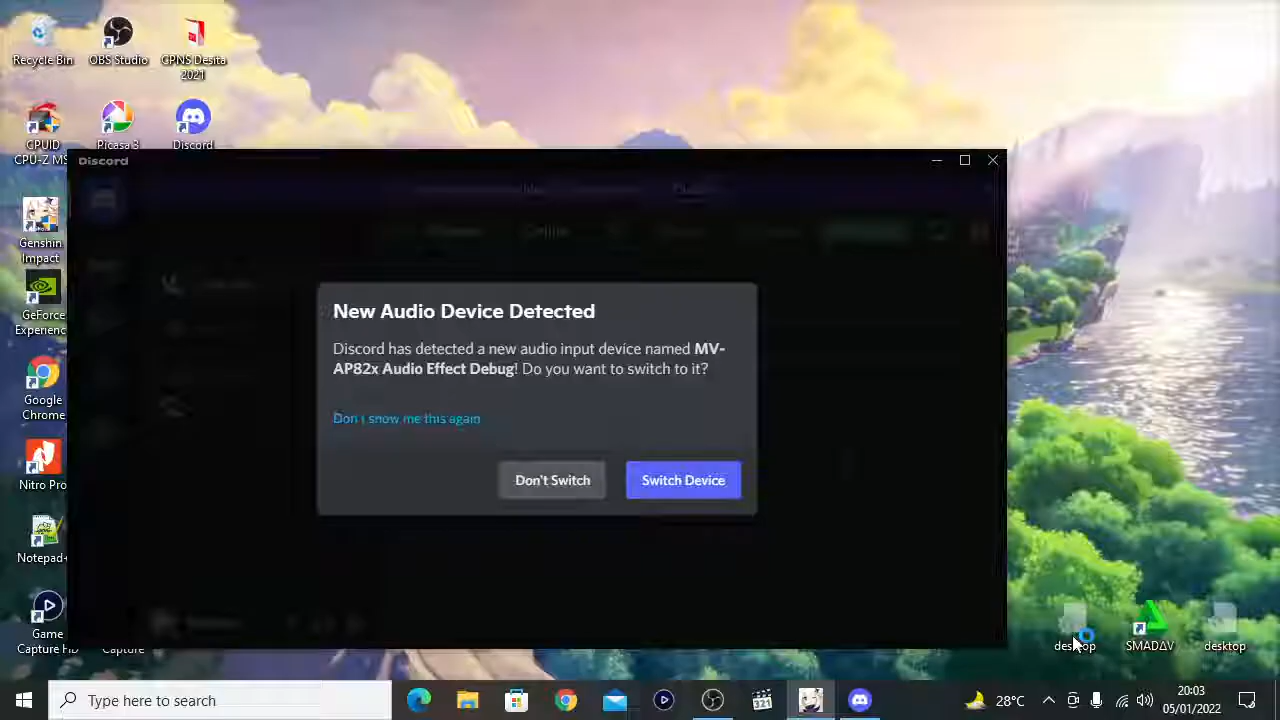 Recycle Bin
OBS Studio
CPNS Desita
2021
CPUID
CPU-Z MS
Picasa 3
Discord
Genshin
Impact
GeForce
Experienc
Google
Chrome
Nitro Pro
Notepad+
Game
Capture HD
Capture
Discord
New Audio Device Detected
Discord has detected a new audio input device named MV-
AP82x Audio Effect Debug! Do you want to switch to it?
Don't show me this again
Don't Switch
Switch Device
desktop
SMADAV
desktop
Type here to search
321
28°C
20:03
05/01/2022